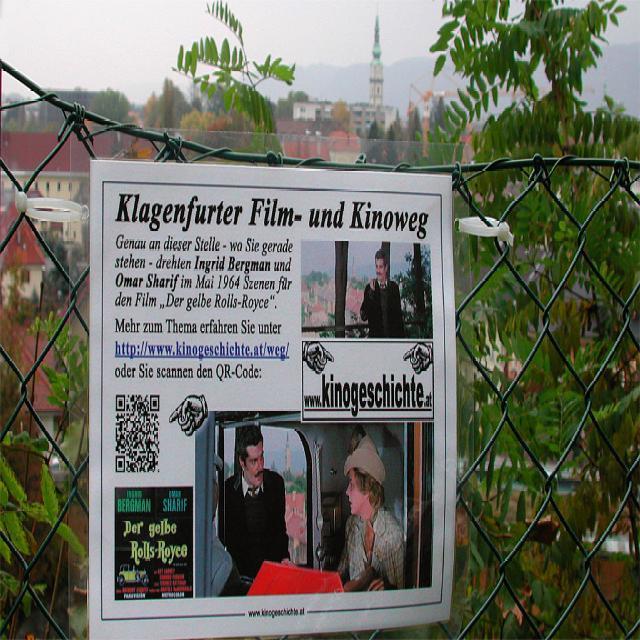 Klagenfurter Film- und Kinoweg
Genau an dieser Stelle - wo Sie gerade
stehen - drehten Ingrid Bergman und
Omar Sharif im Mai 1964 Szenen für
den Film „Der gelbe Rolls-Royce“.
Mehr zum Thema erfahren Sie unter
http://www.kinogeschichte.at/weg/
oder Sie scannen den QR-Code:
www.kinogeschichte.at
INGRID BERGMAN
OMAR SHARIF
Der gelbe
Rolls-Royce
www.kinogeschichte.at